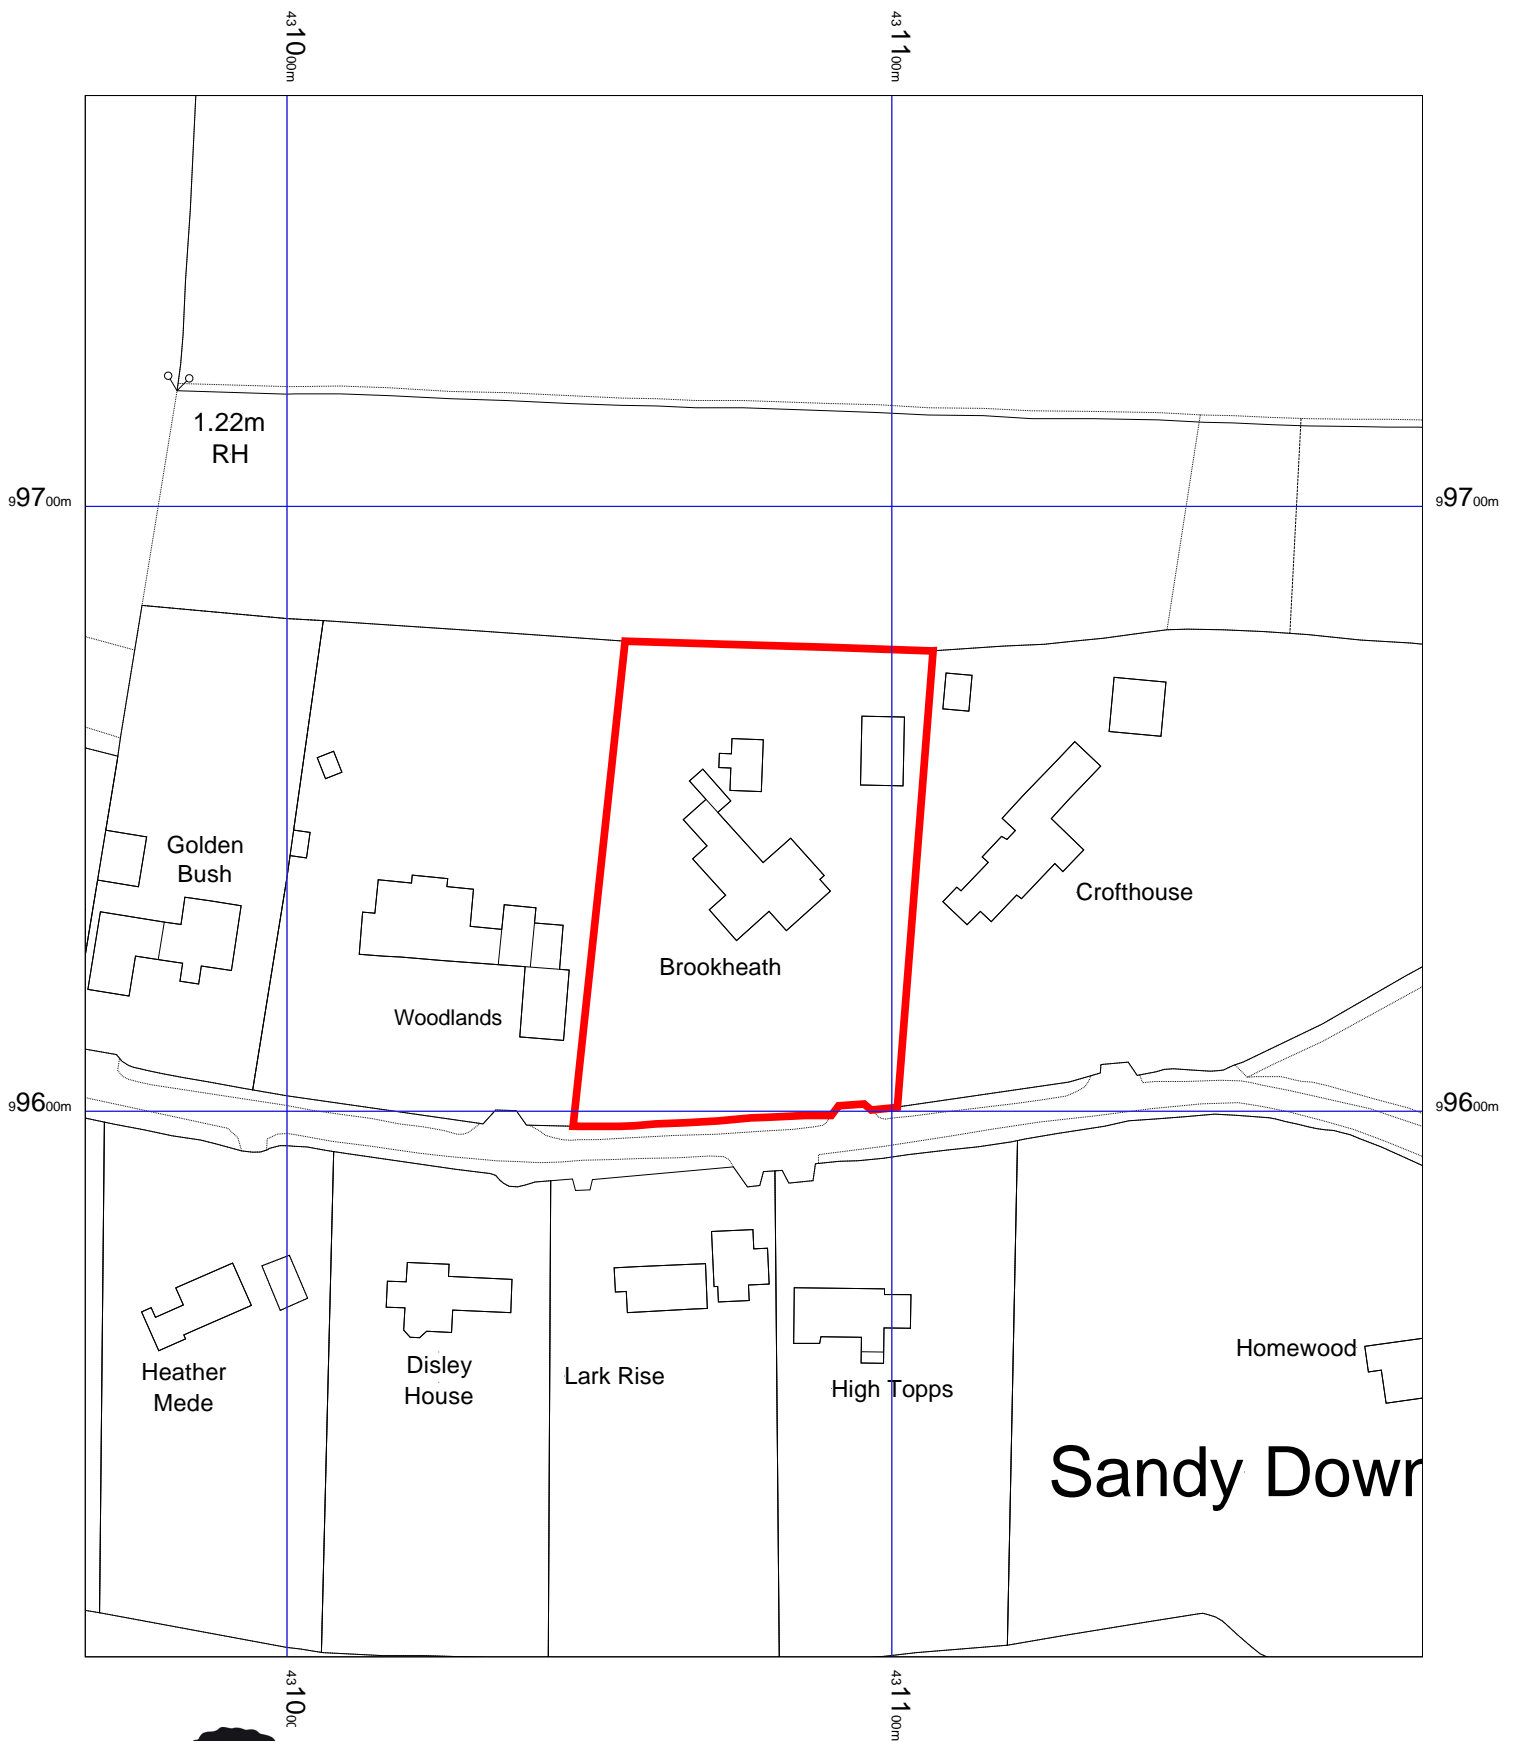 431000m
431100m
1.22m
RH
99700m
99700m
Golden
Bush
Crofthouse
Brookheath
Woodlands
99600m
99600m
Homewood
Disley
House
Heather
Mede
Lark Rise
High Topps
Sandy Down
431000
431100m